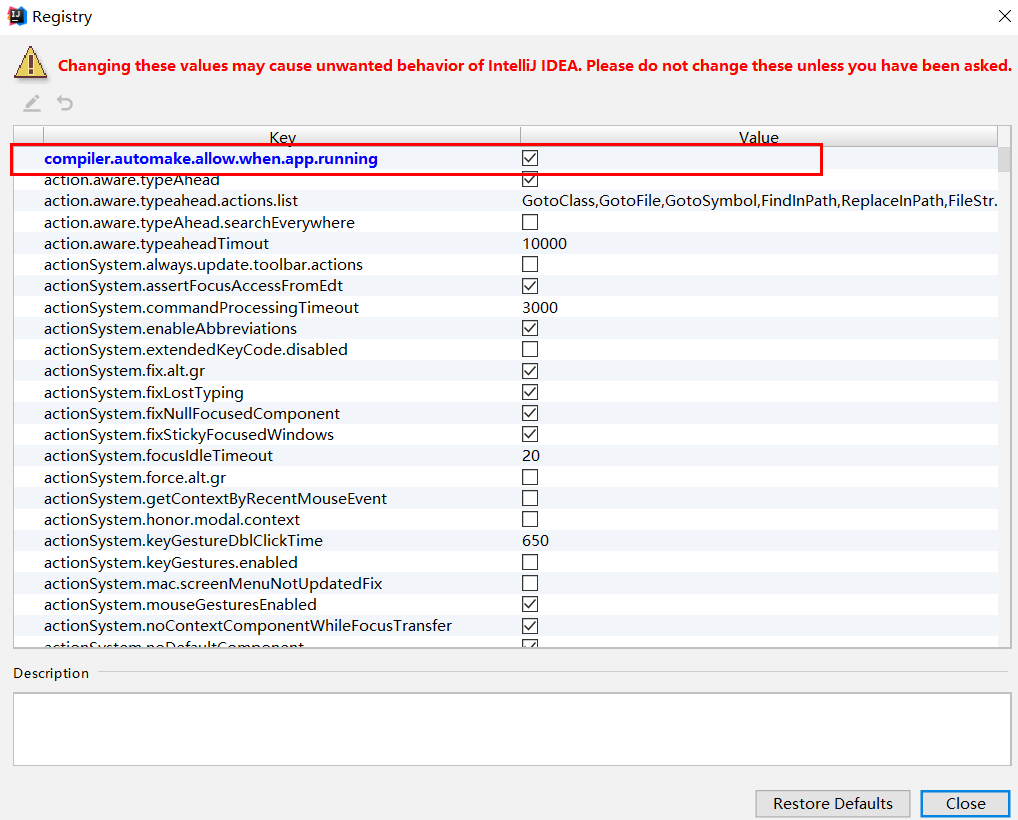 Registry
Changing these values may cause unwanted behavior of IntelliJ IDEA. Please do not change these unless you have been asked.
Key Value
compiler.automake.allow.when.app.running
action.aware.typeAhead
action.aware.typeahead.actions.list GotoClass,GotoFile,GotoSymbol,FindInPath,ReplaceInPath,FileStr.
action.aware.typeAhead.searchEverywhere
action.aware.typeaheadTimout 10000
actionSystem.always.update.toolbar.actions
actionSystem.assertFocusAccessFromEdt
actionSystem.commandProcessingTimeout 3000
actionSystem.enableAbbreviations
actionSystem.extendedKeyCode.disabled
actionSystem.fix.alt.gr
actionSystem.fixLostTyping
actionSystem.fixNullFocusedComponent
actionSystem.fixStickyFocusedWindows
actionSystem.focusIdleTimeout 20
actionSystem.force.alt.gr
actionSystem.getContextByRecentMouseEvent
actionSystem.honor.modal.context
actionSystem.keyGestureDblClickTime 650
actionSystem.keyGestures.enabled
actionSystem.mac.screenMenuNotUpdatedFix
actionSystem.mouseGesturesEnabled
actionSystem.noContextComponentWhileFocusTransfer
actionSystem.noDefaultComponent
Description
Restore Defaults Close